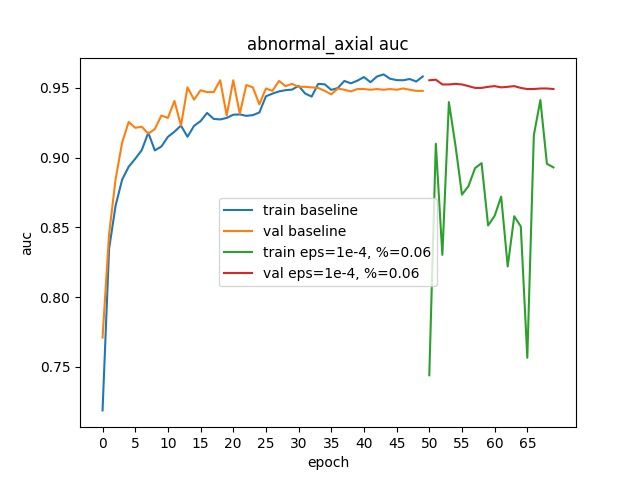 abnormal_axial auc
auc
0.95
0.90
0.85
0.80
0.75
train baseline
val baseline
train eps=1e-4, %=0.06
val eps=1e-4, %=0.06
0 5 10 15 20 25 30 35 40 45 50 55 60 65
epoch